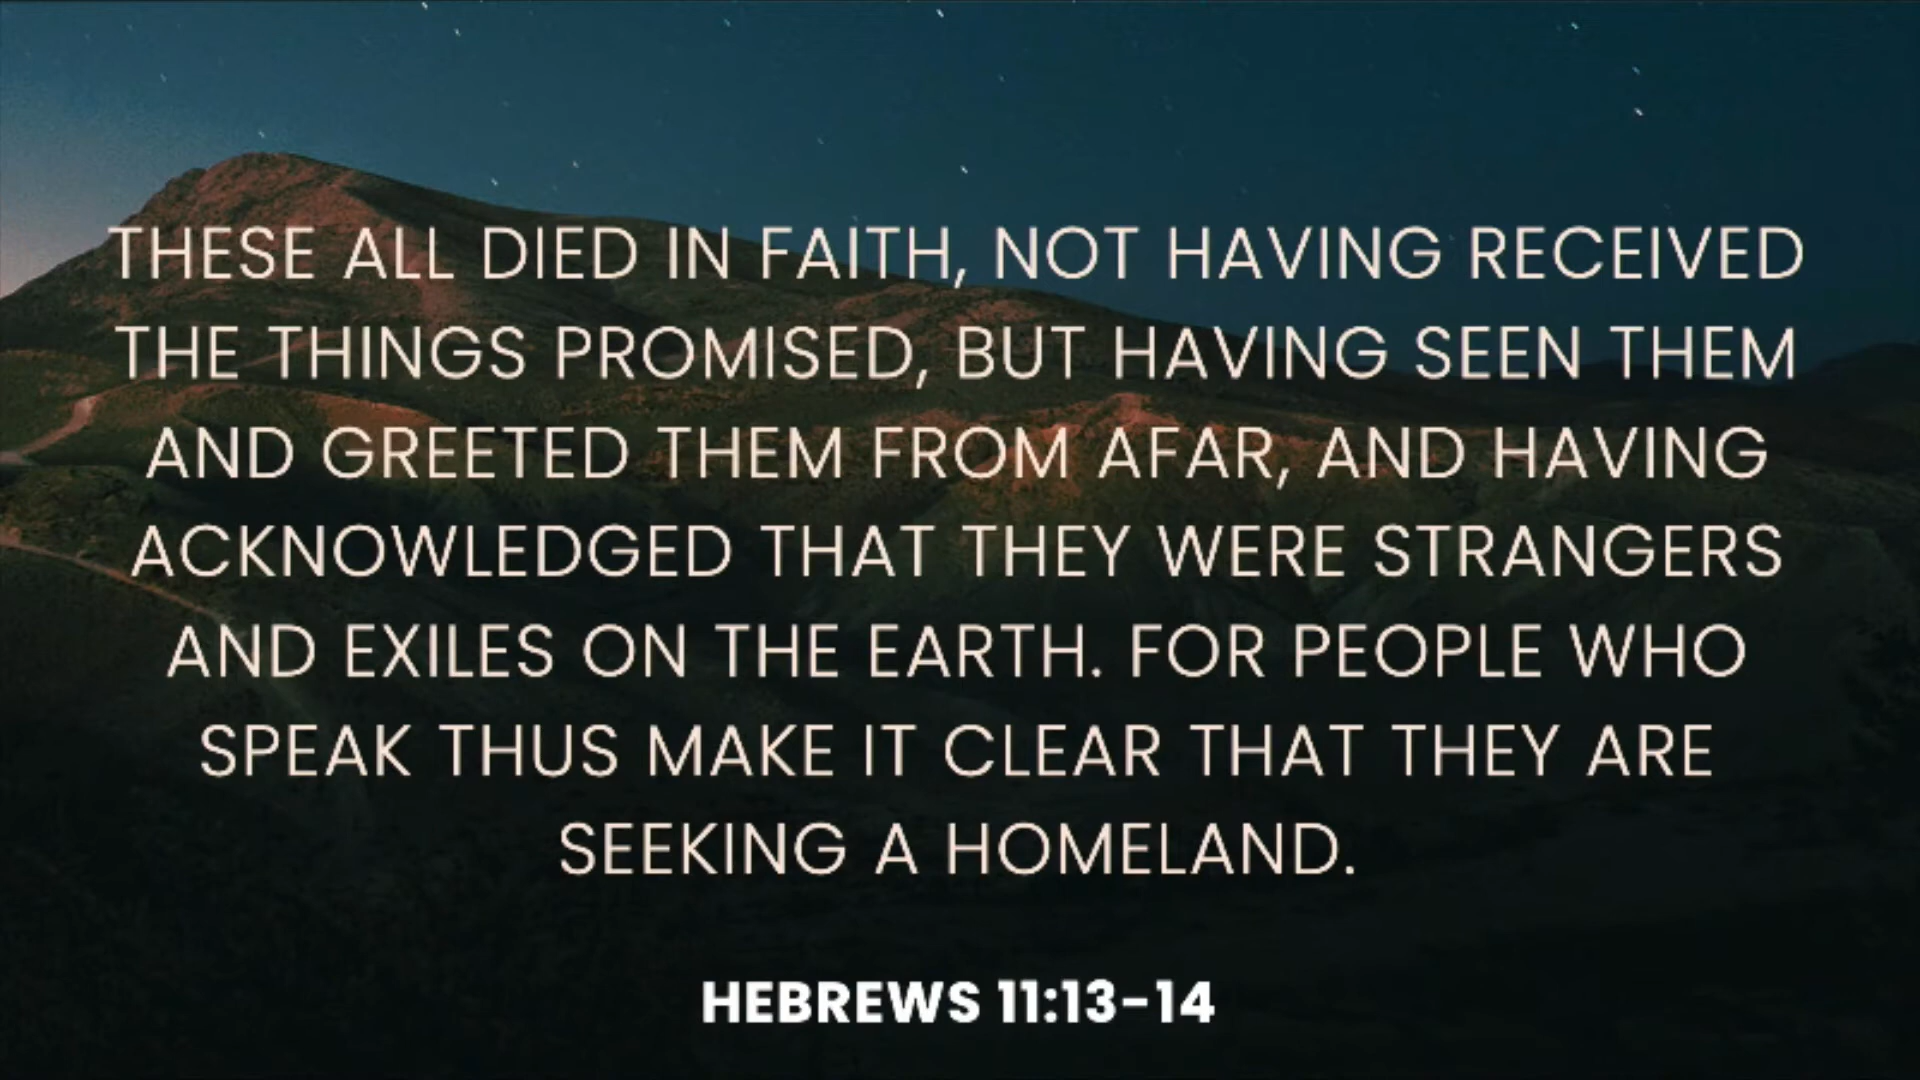 THESE ALL DIED IN FAITH, NOT HAVING RECEIVED
THE THINGS PROMISED, BUT HAVING SEEN THEM
AND GREETED THEM FROM AFAR, AND HAVING
ACKNOWLEDGED THAT THEY WERE STRANGERS
AND EXILES ON THE EARTH. FOR PEOPLE WHO
SPEAK THUS MAKE IT CLEAR THAT THEY ARE
SEEKING A HOMELAND.
HEBREWS 11:13-14